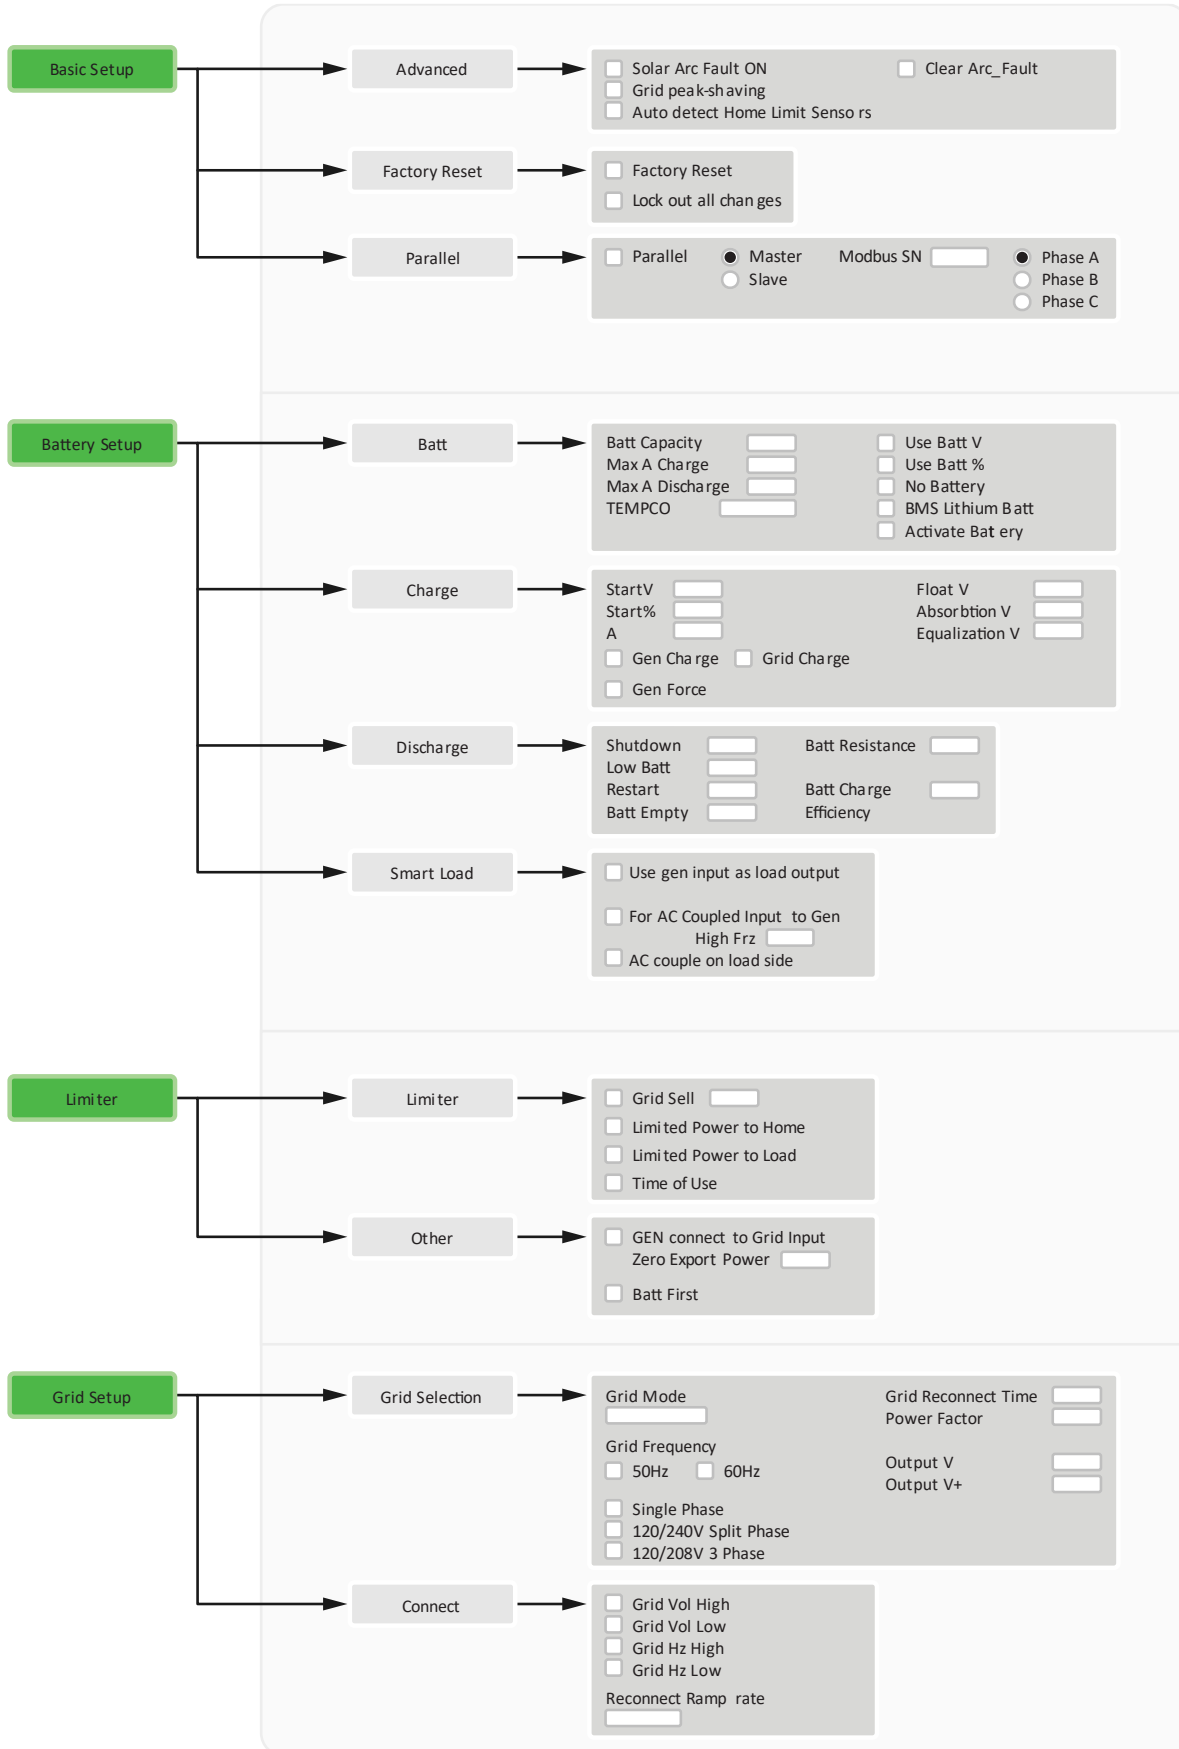 Basic Setup
Advanced
Solar Arc Fault ON
Clear Arc_Fault
Grid peak-shaving
Auto detect Home Limit Senso rs
Factory Reset
Factory Reset
Lock out all chan ges
Parallel
Parallel
Master
Modbus SN
Phase A
Slave
Phase B
Phase C
Battery Setup
Batt
Batt Capacity
Use Batt V
Max A Charge
Use Batt %
Max A Discharge
No Battery
TEMPCO
BMS Lithium Batt
Activate Bat ery
Charge
StartV
Float V
Start%
Absorbtion V
A
Equalization V
Gen Charge
Grid Charge
Gen Force
Discharge
Shutdown
Batt Resistance
Low Batt
Restart
Batt Charge
Batt Empty
Efficiency
Smart Load
Use gen input as load output
For AC Coupled Input to Gen
High Frz
AC couple on load side
Limiter
Limiter
Grid Sell
Limited Power to Home
Limited Power to Load
Time of Use
Other
GEN connect to Grid Input
Zero Export Power
Batt First
Grid Setup
Grid Selection
Grid Mode
Grid Reconnect Time
Power Factor
Grid Frequency
50Hz
60Hz
Output V
Output V+
Single Phase
120/240V Split Phase
120/208V 3 Phase
Connect
Grid Vol High
Grid Vol Low
Grid Hz High
Grid Hz Low
Reconnect Ramp rate